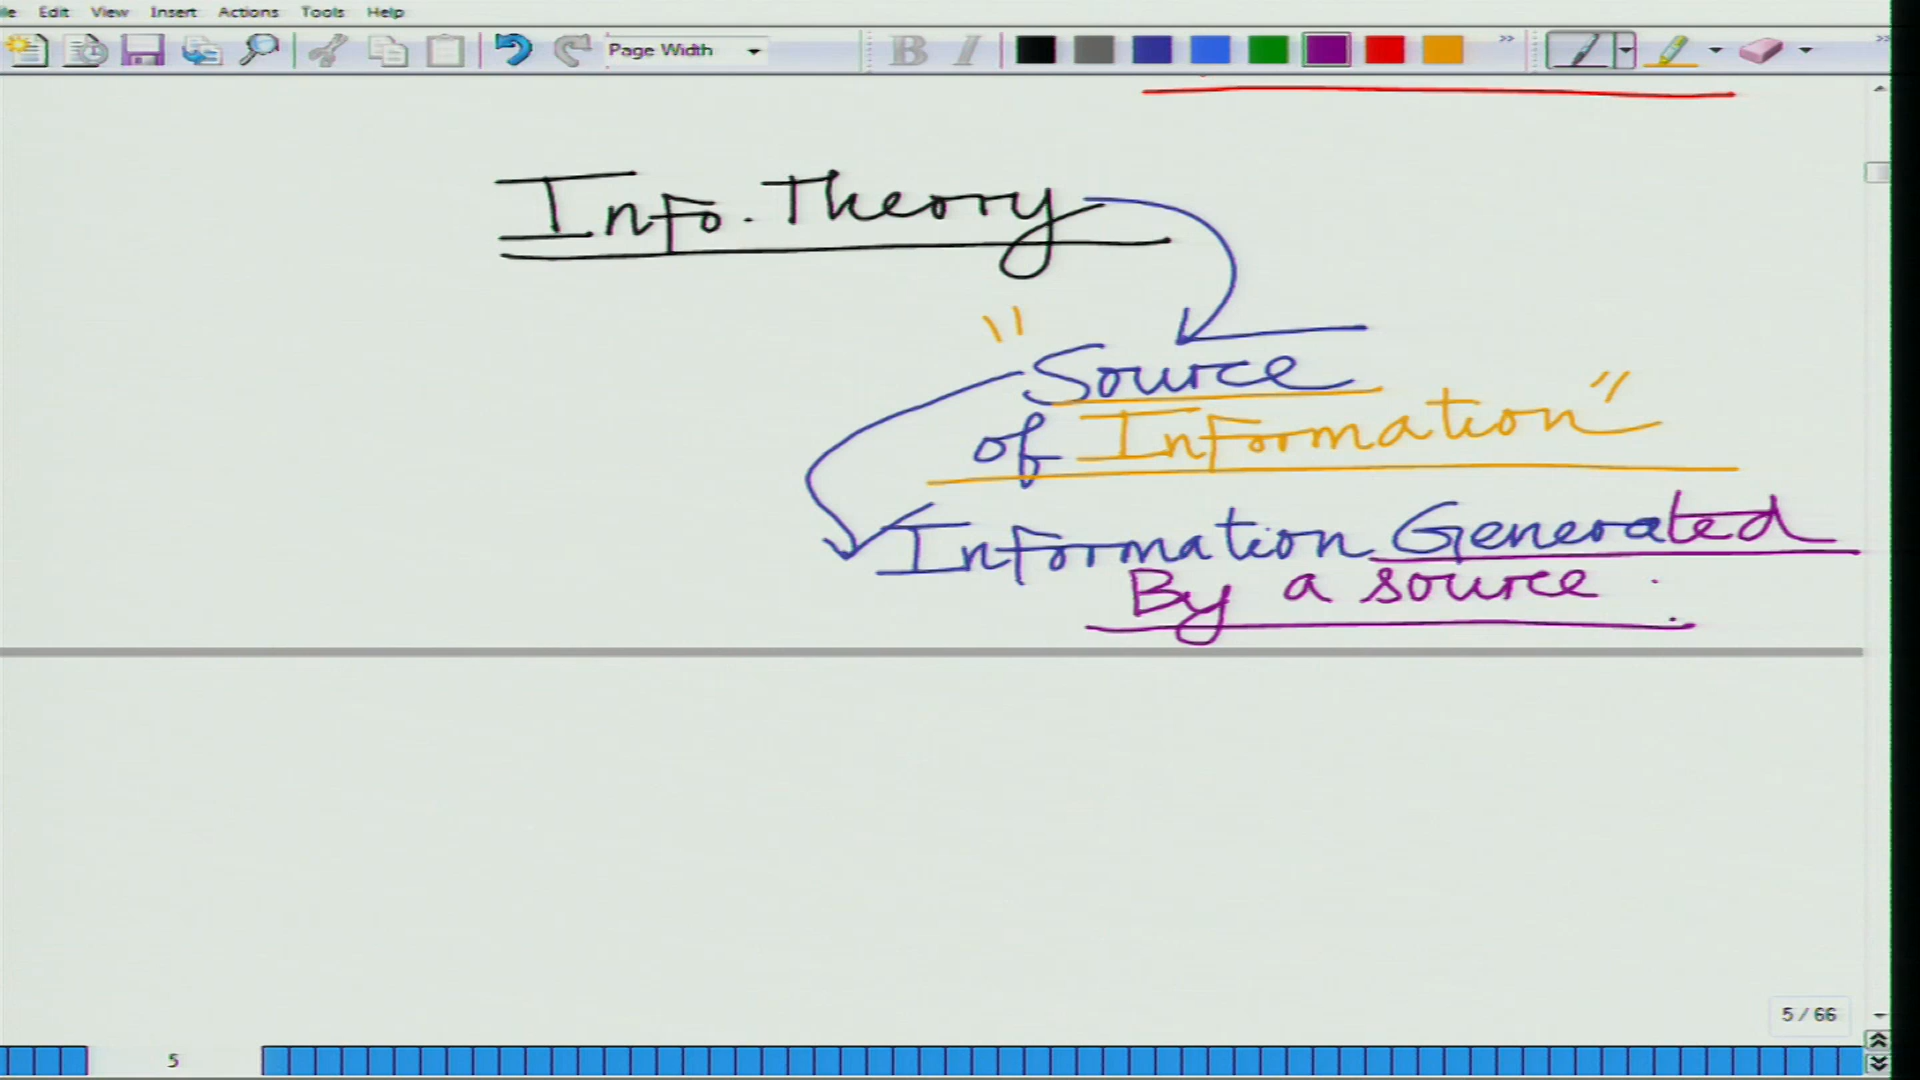 Edit View Insert Actions Tools Help
Page Width
B I
Info. Theory
"Source
of Information"
Information Generated
By a source.
5 / 66
5